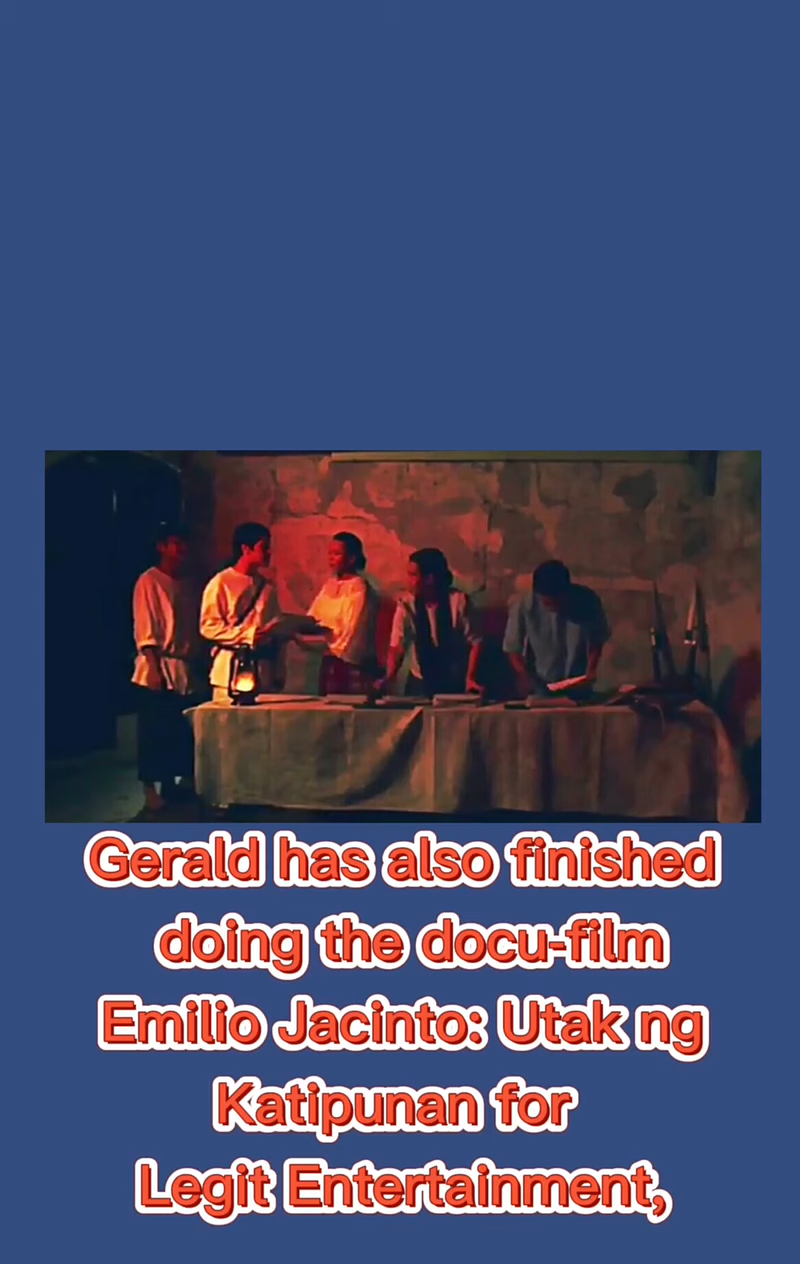 Gerald has also finished
doing the docu-film
Emilio Jacinto: Utak ng
Katipunan for
Legit Entertainment,